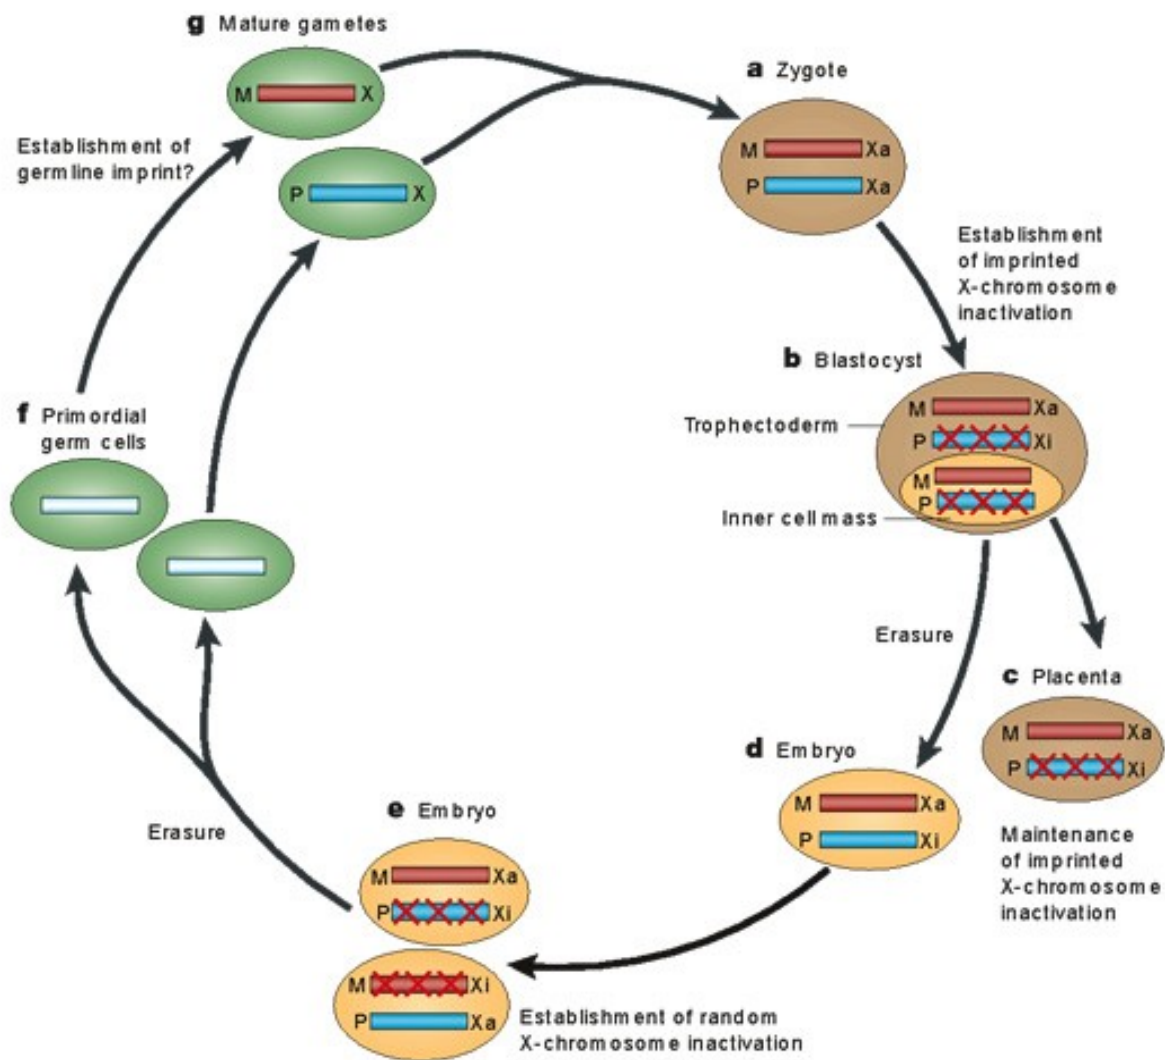 g Mature gametes
M X
P X
Establishment of
germline imprint?
a Zygote
M Xa
P Xa
Establishment
of imprinted
X-chromosome
inactivation
b Blastocyst
M Xa
P Xi
M
P
Trophectoderm
Inner cell mass
Erasure
c Placenta
M Xa
P Xi
Maintenance
of imprinted
X-chromosome
inactivation
d Embryo
M Xa
P Xi
e Embryo
M Xa
P Xi
M Xi
P Xa
Establishment of random
X-chromosome inactivation
Erasure
f Primordial
germ cells